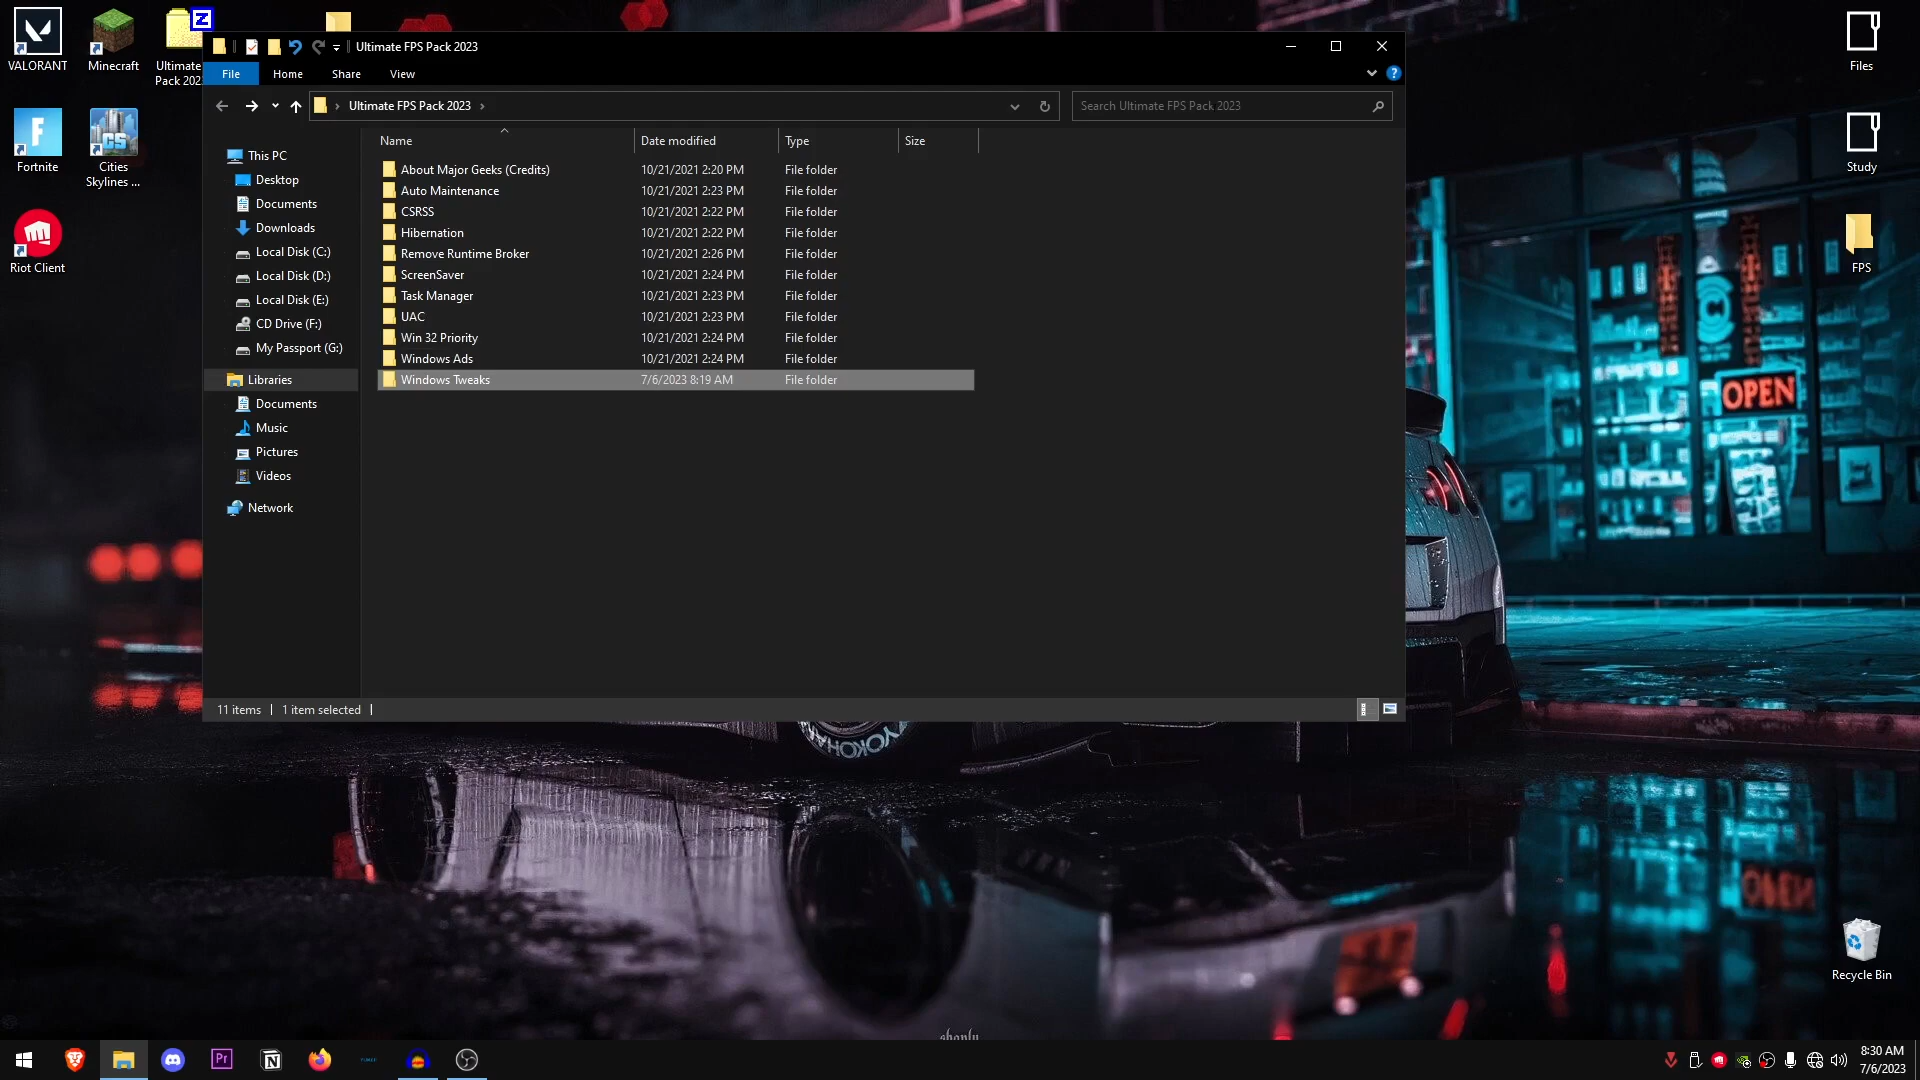 VALORANT
Minecraft
Ultimate
Pack 202
Z
Fortnite
CS
Cities
Skylines ...
Riot Client
Ultimate FPS Pack 2023
File
Home
Share
View
Ultimate FPS Pack 2023
Search Ultimate FPS Pack 2023
Name
Date modified
Type
Size
This PC
Desktop
Documents
Downloads
Local Disk (C:)
Local Disk (D:)
Local Disk (E:)
CD Drive (F:)
My Passport (G:)
Libraries
Documents
Music
Pictures
Videos
Network
About Major Geeks (Credits) 10/21/2021 2:20 PM File folder
Auto Maintenance 10/21/2021 2:23 PM File folder
CSRSS 10/21/2021 2:22 PM File folder
Hibernation 10/21/2021 2:22 PM File folder
Remove Runtime Broker 10/21/2021 2:26 PM File folder
ScreenSaver 10/21/2021 2:24 PM File folder
Task Manager 10/21/2021 2:23 PM File folder
UAC 10/21/2021 2:23 PM File folder
Win 32 Priority 10/21/2021 2:24 PM File folder
Windows Ads 10/21/2021 2:24 PM File folder
Windows Tweaks 7/6/2023 8:19 AM File folder
11 items
1 item selected
Files
Study
FPS
OPEN
YOKOHAMA
Recycle Bin
Pr
8:30 AM
7/6/2023